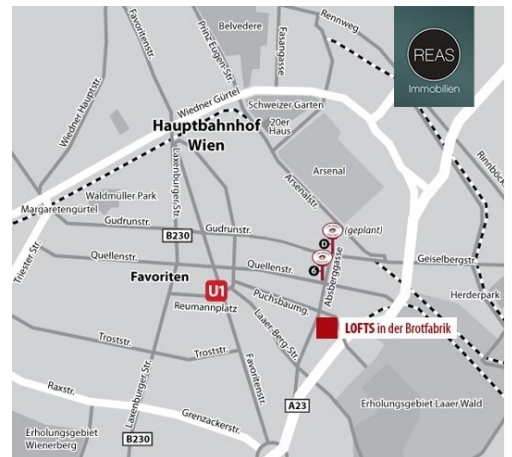 Belvedere
Rennweg
Favoritenstr.
Prinz Eugen-Str.
Fasangasse
REAS
Immobilien
Wiedner Hauptstr.
Wiedner Gürtel
Schweizer Garten
Hauptbahnhof
Wien
20er
Haus
Arsenal
Rinnböck
Laxenburger Str.
Arsenalstr.
Waldmüller Park
Margaretengürtel
Gudrunstr.
B230
Gudrunstr.
D
(geplant)
Triester Str.
Quellenstr.
Quellenstr.
6
Absberggasse
Geiselbergstr.
Favoriten
U1
Reumannplatz
Puchsbaumg.
Herderpark
LOFTS in der Brotfabrik
Troststr.
Troststr.
Laaer-Berg-Str.
Favoritenstr.
Raxstr.
Laxenburger Str.
Grenzackerstr.
A23
Erholungsgebiet Laaer Wald
Erholungsgebiet
Wienerberg
B230